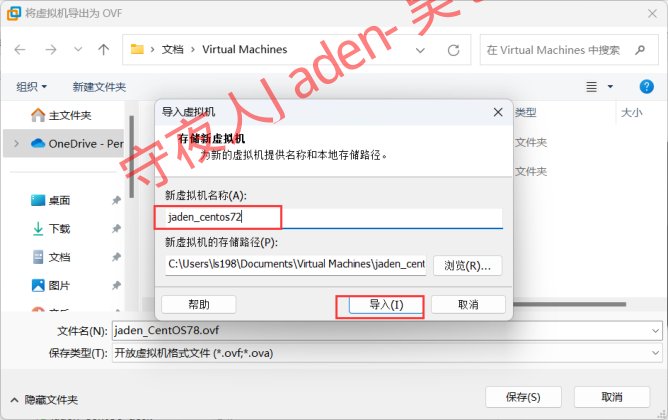 将虚拟机导出为 OVF
文档 > Virtual Machines
在 Virtual Machines 中搜索
组织
新建文件夹
主文件夹
OneDrive - Per
桌面
下载
文档
图片
类型
大小
文件夹
文件夹
导入虚拟机
存储新虚拟机
为新的虚拟机提供名称和本地存储路径。
新虚拟机名称(A):
jaden_centos72
新虚拟机的存储路径(P):
C:\Users\ls198\Documents\Virtual Machines\jaden_cent
浏览(R)...
帮助
导入(I)
取消
文件名(N):
jaden_CentOS78.ovf
保存类型(T):
开放虚拟机格式文件 (*.ovf;*.ova)
隐藏文件夹
保存(S)
取消
守夜人J aden- 吴